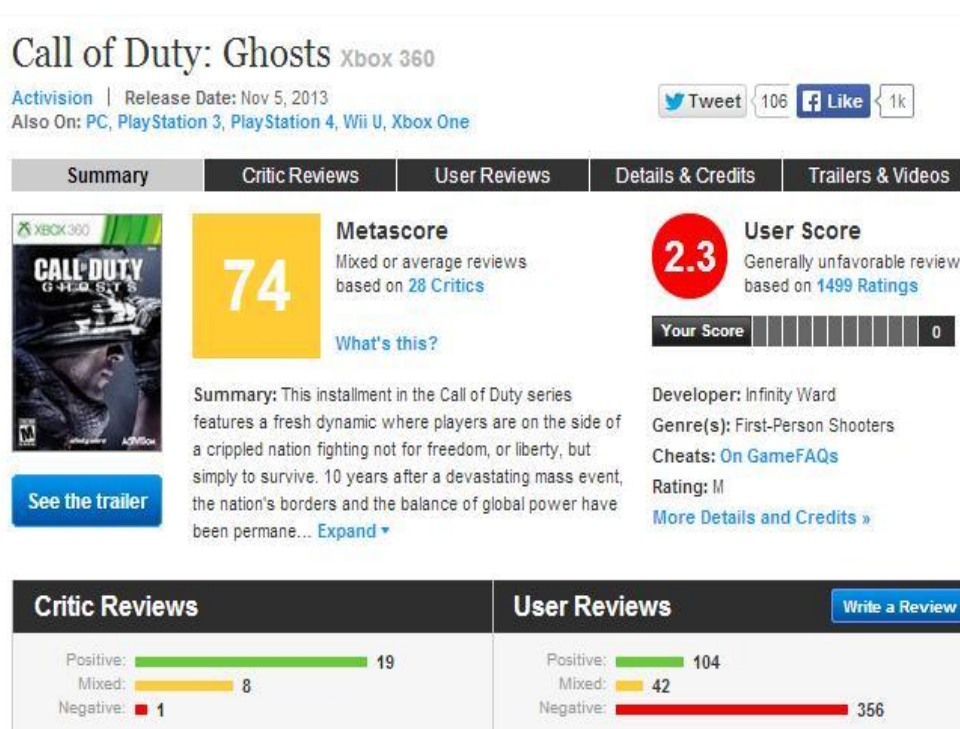 Call of Duty: Ghosts Xbox 360
Activision | Release Date: Nov 5, 2013
Also On: PC, PlayStation 3, PlayStation 4, Wii U, Xbox One
Tweet 106 Like 1k
Summary Critic Reviews User Reviews Details & Credits Trailers & Videos
XBOX 360
CALL OF DUTY
GHOSTS
M
ACTIVISION
See the trailer
74
Metascore
Mixed or average reviews
based on 28 Critics
What's this?
2.3
User Score
Generally unfavorable review
based on 1499 Ratings
Your Score 0
Summary: This installment in the Call of Duty series
features a fresh dynamic where players are on the side of
a crippled nation fighting not for freedom, or liberty, but
simply to survive. 10 years after a devastating mass event,
the nation's borders and the balance of global power have
been permane... Expand
Developer: Infinity Ward
Genre(s): First-Person Shooters
Cheats: On GameFAQs
Rating: M
More Details and Credits »
Critic Reviews
Positive: 19
Mixed: 8
Negative: 1
User Reviews
Write a Review
Positive: 104
Mixed: 42
Negative: 356